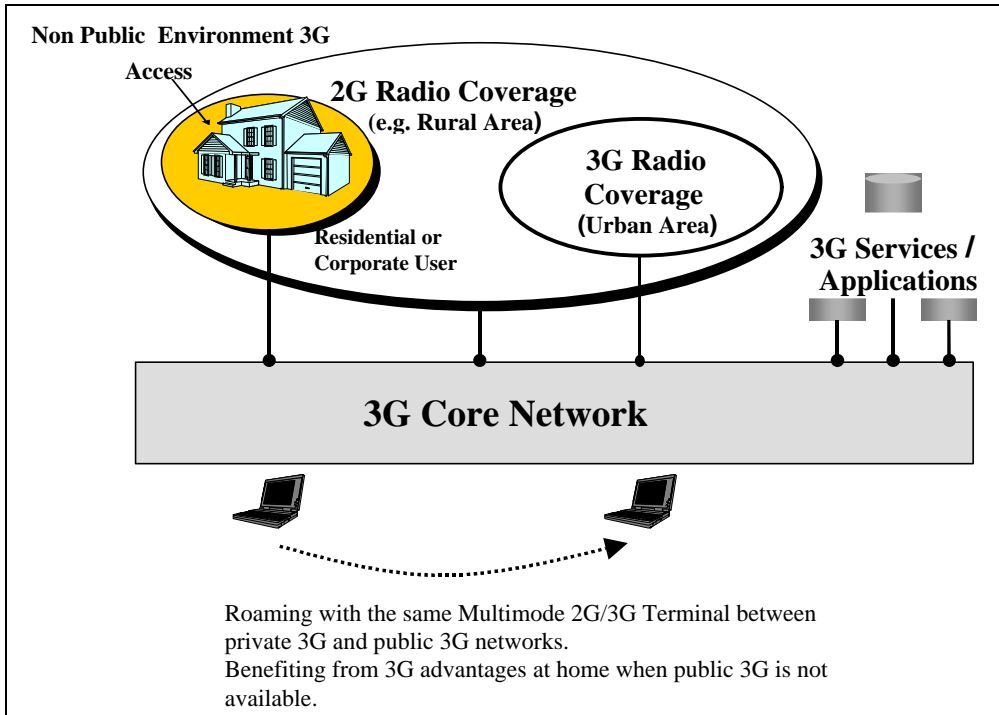 Non Public Environment 3G
Access
2G Radio Coverage
(e.g. Rural Area)
3G Radio
Coverage
(Urban Area)
Residential or
Corporate User
3G Services /
Applications
3G Core Network
Roaming with the same Multimode 2G/3G Terminal between
private 3G and public 3G networks.
Benefiting from 3G advantages at home when public 3G is not
available.